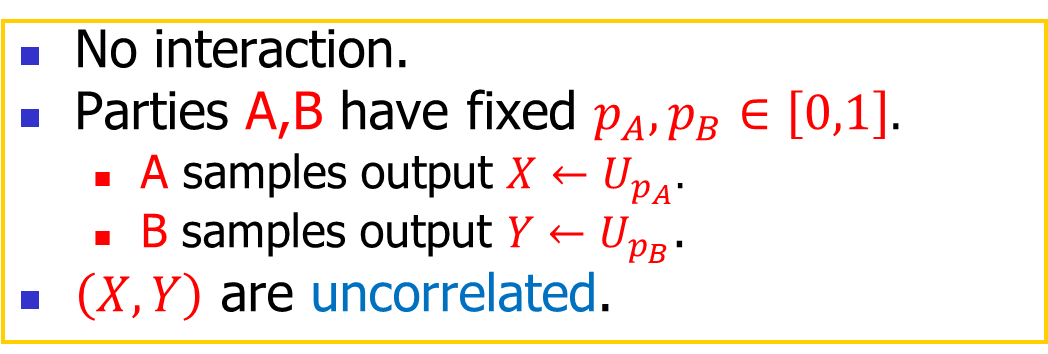 ▪ No interaction.
▪ Parties A,B have fixed 𝑝_𝐴, 𝑝_𝐵 ∈ [0,1].
▪ A samples output 𝑋 ← 𝑈_{𝑝_𝐴}.
▪ B samples output 𝑌 ← 𝑈_{𝑝_𝐵}.
▪ (𝑋, 𝑌) are uncorrelated.